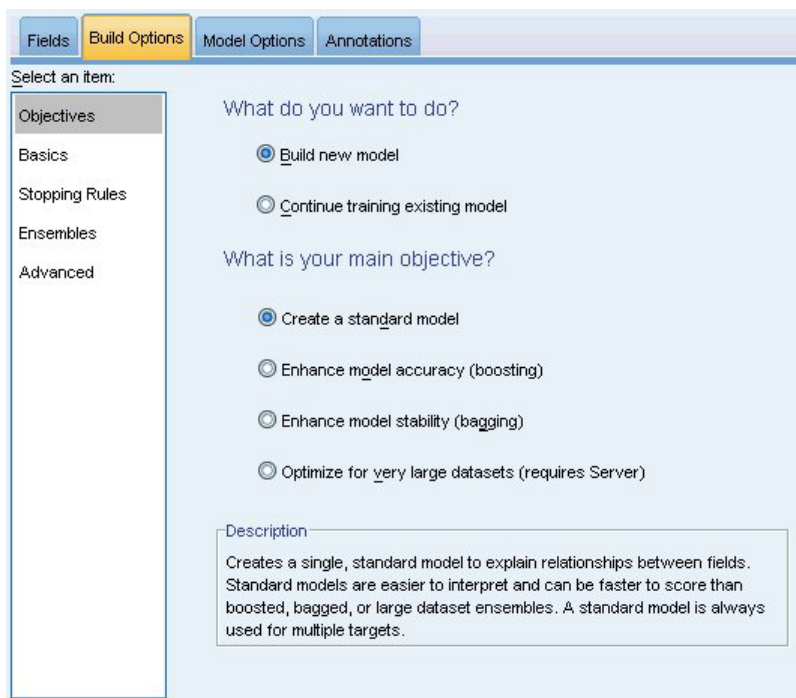 Fields
Build Options
Model Options
Annotations
Select an item:
Objectives
Basics
Stopping Rules
Ensembles
Advanced
What do you want to do?
Build new model
Continue training existing model
What is your main objective?
Create a standard model
Enhance model accuracy (boosting)
Enhance model stability (bagging)
Optimize for very large datasets (requires Server)
Description
Creates a single, standard model to explain relationships between fields.
Standard models are easier to interpret and can be faster to score than
boosted, bagged, or large dataset ensembles. A standard model is always
used for multiple targets.